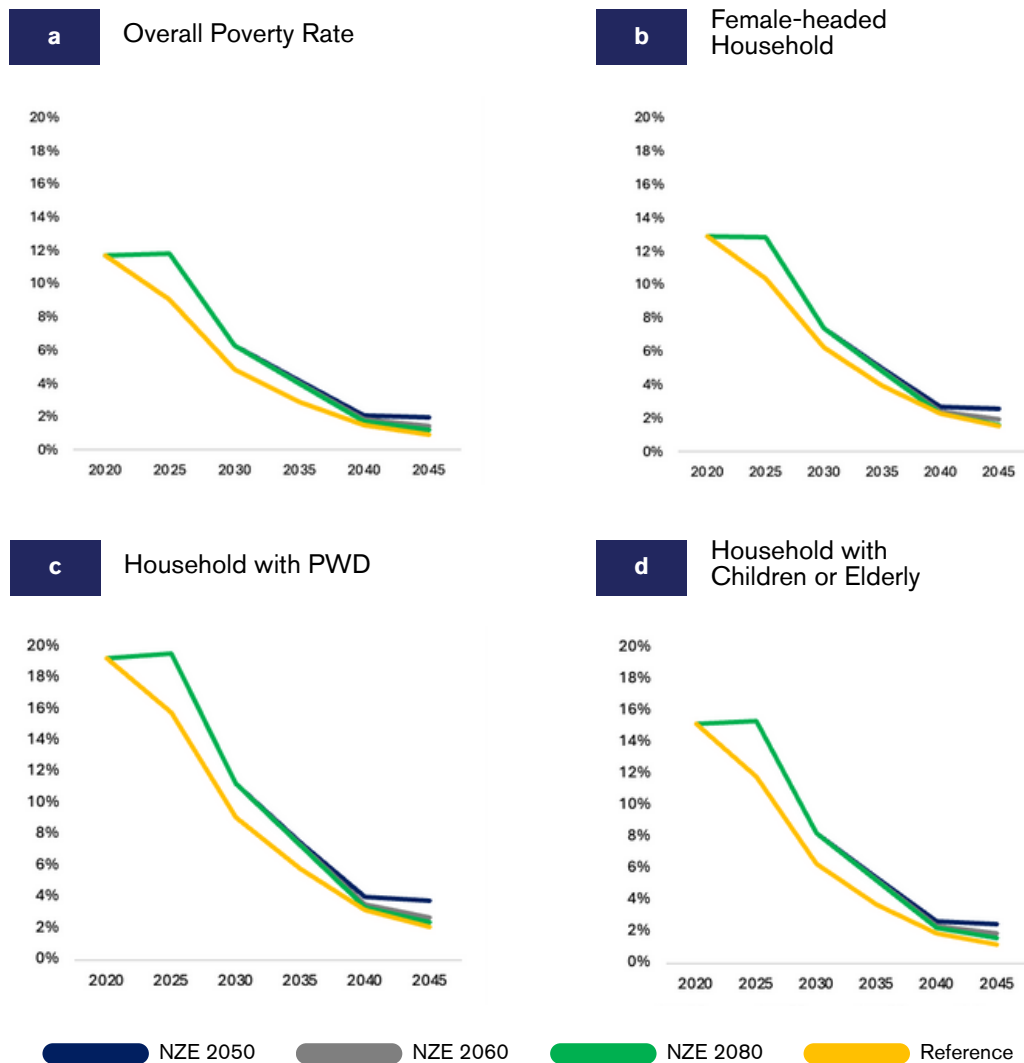 a
Overall Poverty Rate
20%
18%
16%
14%
12%
10%
8%
6%
4%
2%
0%
2020 2025 2030 2035 2040 2045
b
Female-headed
Household
20%
18%
16%
14%
12%
10%
8%
6%
4%
2%
0%
2020 2025 2030 2035 2040 2045
c
Household with PWD
20%
18%
16%
14%
12%
10%
8%
6%
4%
2%
0%
2020 2025 2030 2035 2040 2045
d
Household with
Children or Elderly
20%
18%
16%
14%
12%
10%
8%
6%
4%
2%
0%
2020 2025 2030 2035 2040 2045
NZE 2050 NZE 2060 NZE 2080 Reference